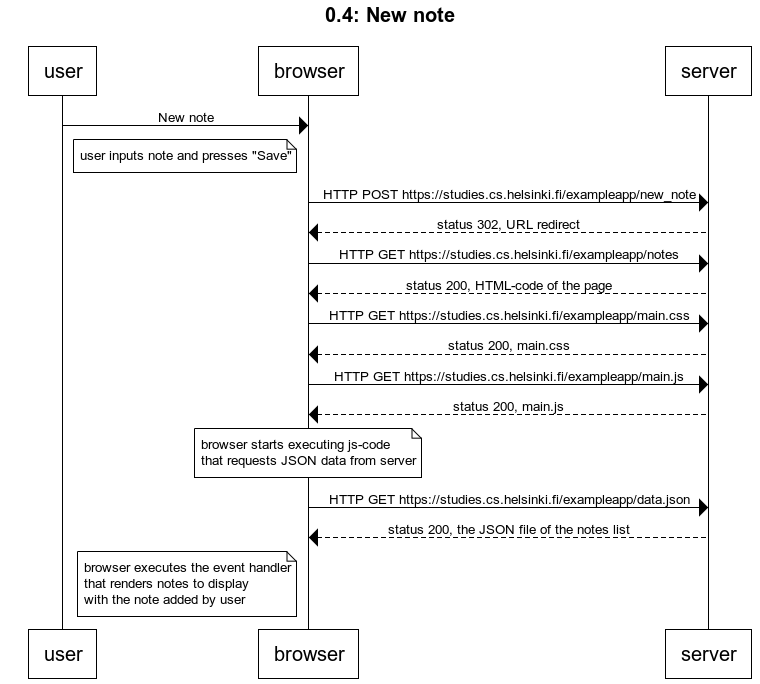 0.4: New note
user
browser
server
New note
user inputs note and presses "Save"
HTTP POST https://studies.cs.helsinki.fi/exampleapp/new_note
status 302, URL redirect
HTTP GET https://studies.cs.helsinki.fi/exampleapp/notes
status 200, HTML-code of the page
HTTP GET https://studies.cs.helsinki.fi/exampleapp/main.css
status 200, main.css
HTTP GET https://studies.cs.helsinki.fi/exampleapp/main.js
status 200, main.js
browser starts executing js-code
that requests JSON data from server
HTTP GET https://studies.cs.helsinki.fi/exampleapp/data.json
status 200, the JSON file of the notes list
browser executes the event handler
that renders notes to display
with the note added by user
user
browser
server